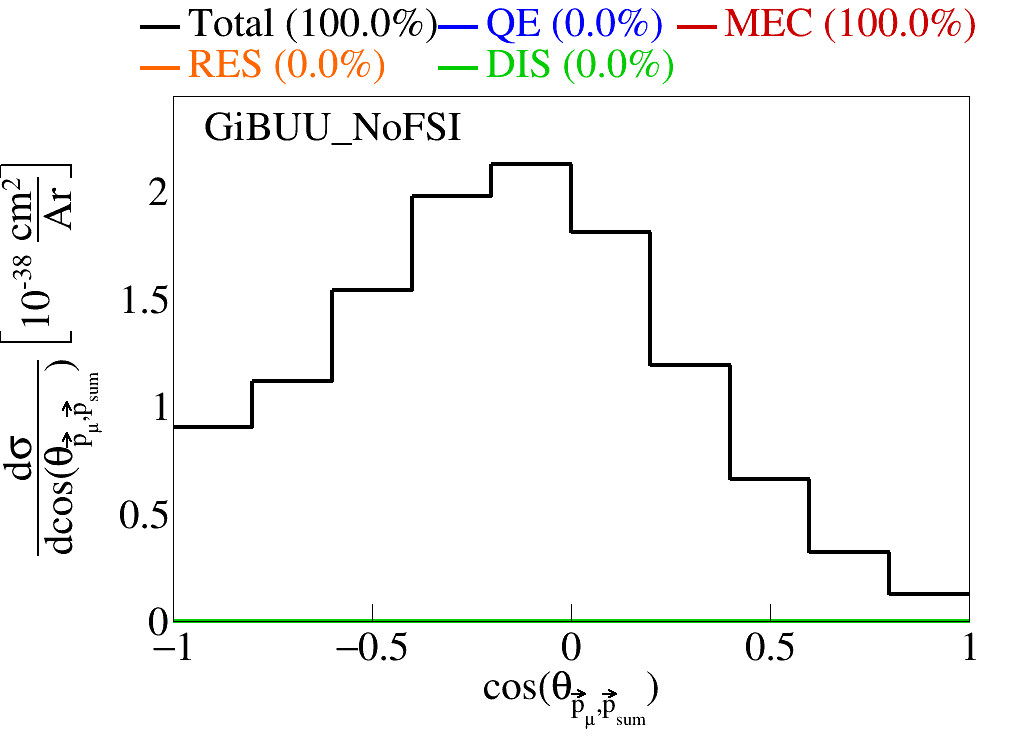 Total (100.0%) QE (0.0%) MEC (100.0%)
RES (0.0%) DIS (0.0%)
GiBUU_NoFSI
dσ
dcos(θp⃗μ,p⃗sum)
[10-38 cm2
Ar]
2
1.5
1
0.5
0
−1 −0.5 0 0.5 1
cos(θp⃗μ,p⃗sum)